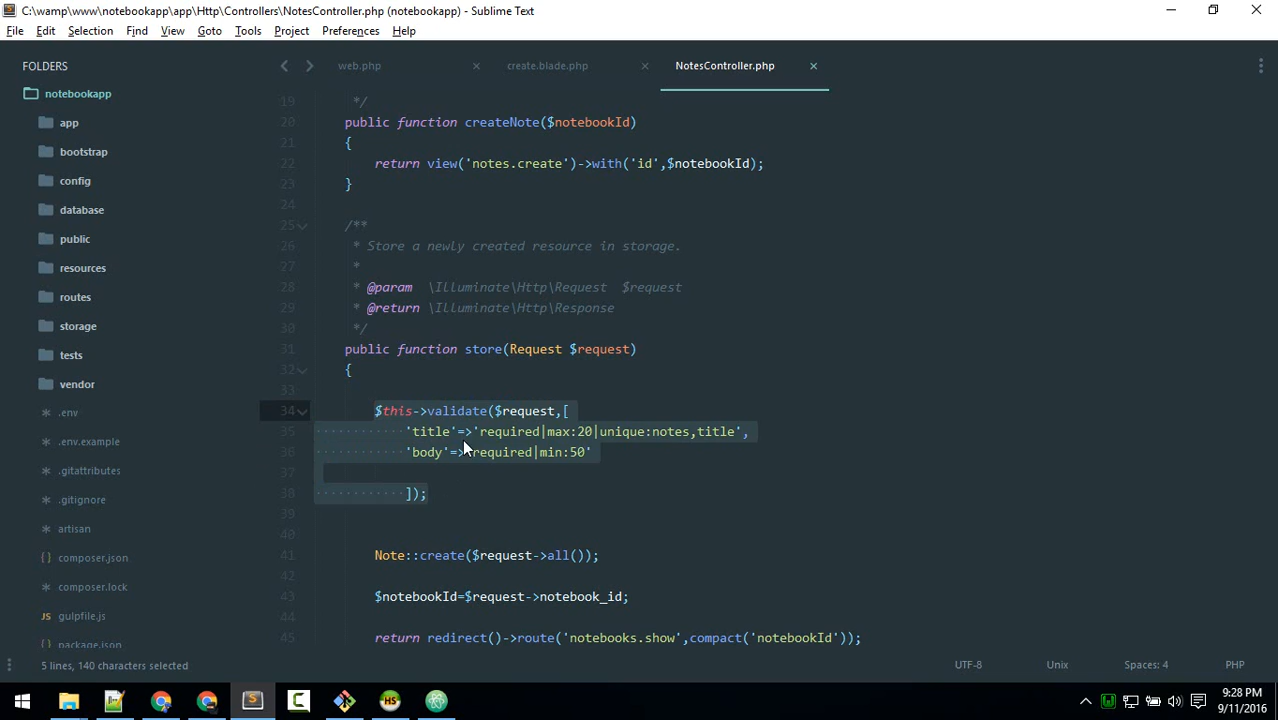 C:\wamp\www\notebookapp\app\Http\Controllers\NotesController.php (notebookapp) - Sublime Text
File Edit Selection Find View Goto Tools Project Preferences Help
FOLDERS
notebookapp
app
bootstrap
config
database
public
resources
routes
storage
tests
vendor
.env
.env.example
.gitattributes
.gitignore
artisan
{ } composer.json
composer.lock
JS gulpfile.js
{ } package.json
web.php × create.blade.php × NotesController.php ×
19 */
20 public function createNote($notebookId)
21 {
22 return view('notes.create')->with('id',$notebookId);
23 }
24
25 /**
26 * Store a newly created resource in storage.
27 *
28 * @param \Illuminate\Http\Request $request
29 * @return \Illuminate\Http\Response
30 */
31 public function store(Request $request)
32 {
33
34 $this->validate($request,[
35 'title'=>'required|max:20|unique:notes,title',
36 'body'=>'required|min:50'
37
38 ]);
39
40
41 Note::create($request->all());
42
43 $notebookId=$request->notebook_id;
44
45 return redirect()->route('notebooks.show',compact('notebookId'));
5 lines, 140 characters selected UTF-8 Unix Spaces: 4 PHP
9:28 PM
9/11/2016